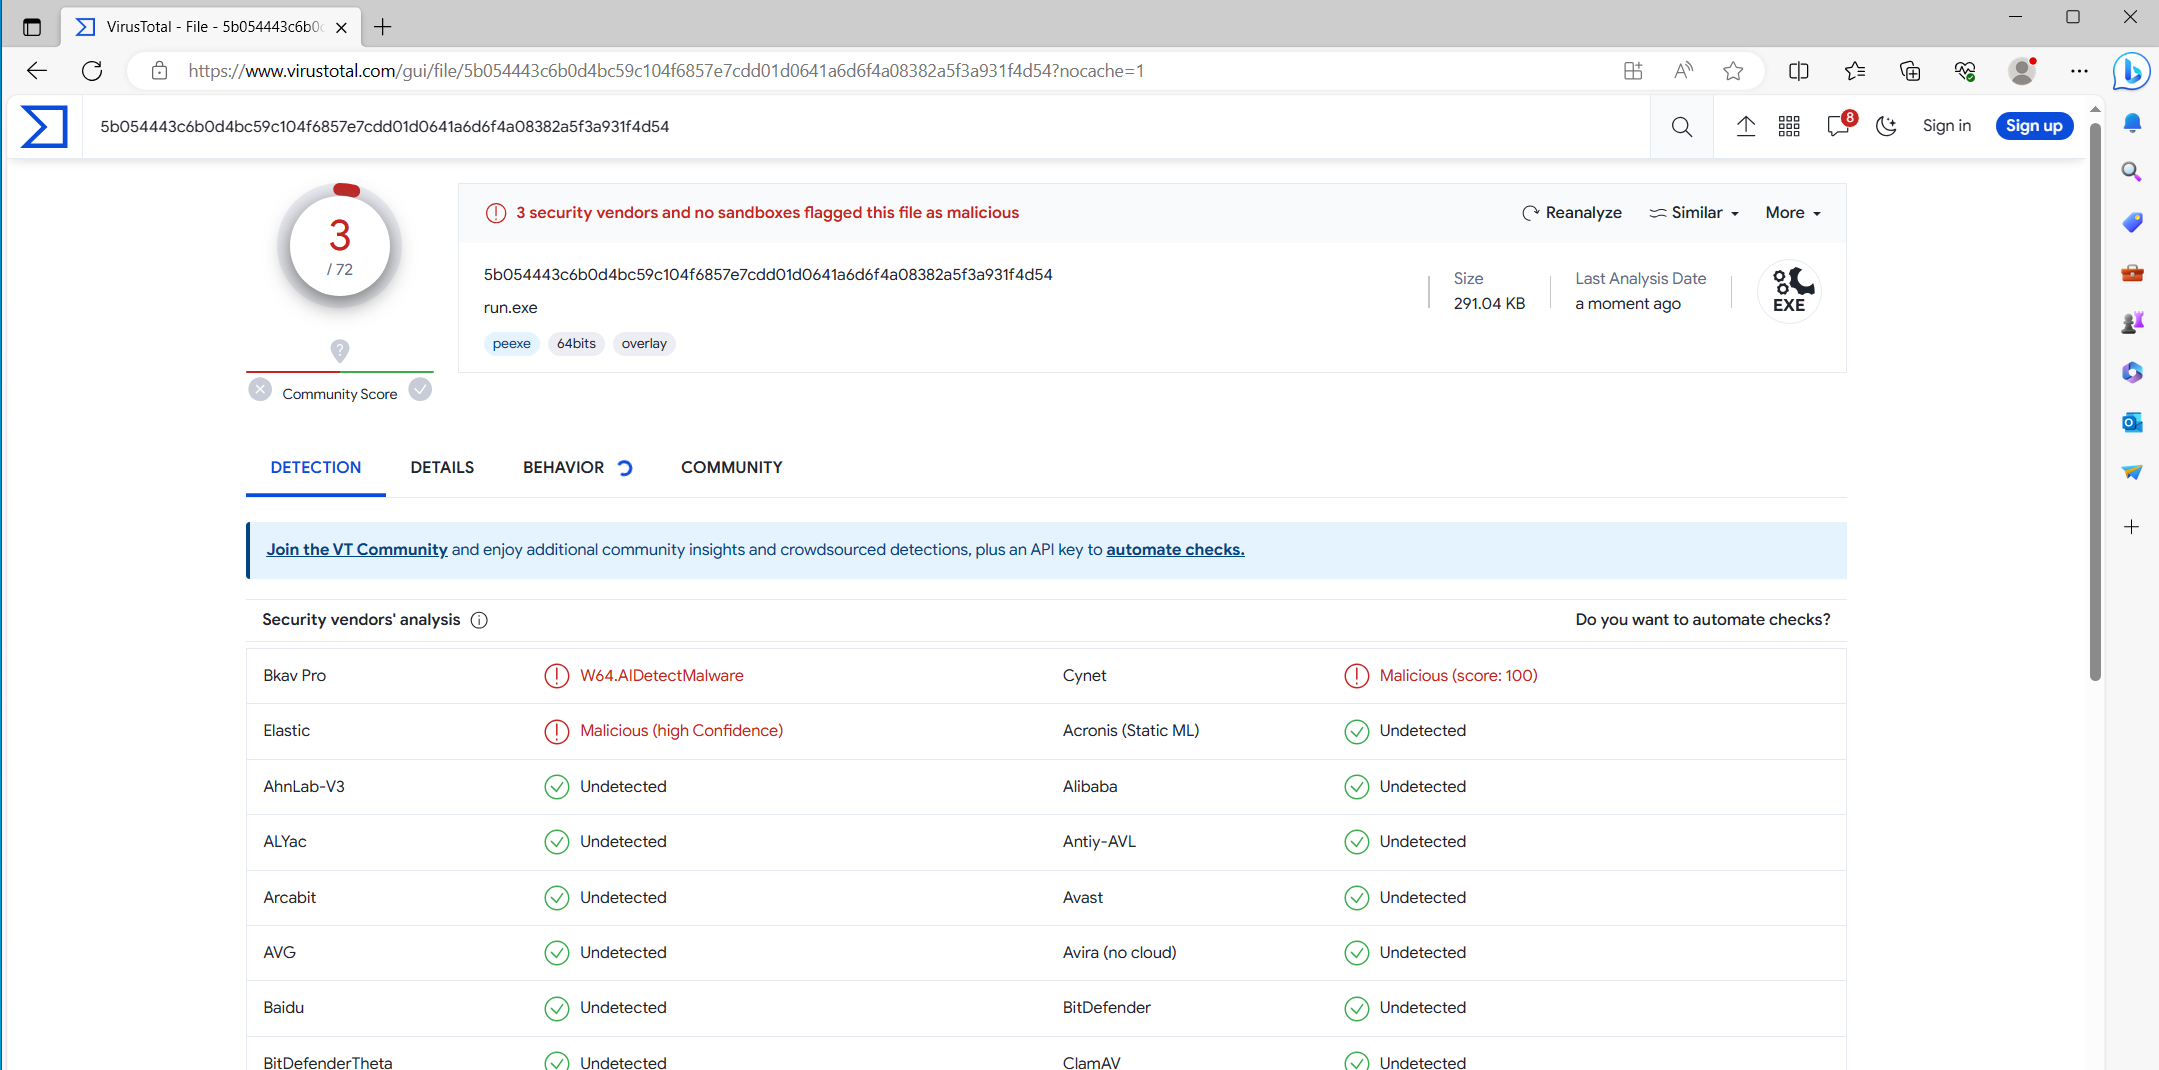 VirusTotal - File - 5b054443c6b0
https://www.virustotal.com/gui/file/5b054443c6b0d4bc59c104f6857e7cdd01d0641a6d6f4a08382a5f3a931f4d54?nocache=1
5b054443c6b0d4bc59c104f6857e7cdd01d0641a6d6f4a08382a5f3a931f4d54
8
Sign in
Sign up
3
/ 72
Community Score
3 security vendors and no sandboxes flagged this file as malicious
Reanalyze
Similar
More
5b054443c6b0d4bc59c104f6857e7cdd01d0641a6d6f4a08382a5f3a931f4d54
run.exe
peexe
64bits
overlay
Size
291.04 KB
Last Analysis Date
a moment ago
EXE
DETECTION
DETAILS
BEHAVIOR
COMMUNITY
Join the VT Community and enjoy additional community insights and crowdsourced detections, plus an API key to automate checks.
Security vendors' analysis
Do you want to automate checks?
Bkav Pro
W64.AIDetectMalware
Cynet
Malicious (score: 100)
Elastic
Malicious (high Confidence)
Acronis (Static ML)
Undetected
AhnLab-V3
Undetected
Alibaba
Undetected
ALYac
Undetected
Antiy-AVL
Undetected
Arcabit
Undetected
Avast
Undetected
AVG
Undetected
Avira (no cloud)
Undetected
Baidu
Undetected
BitDefender
Undetected
BitDefenderTheta
Undetected
ClamAV
Undetected